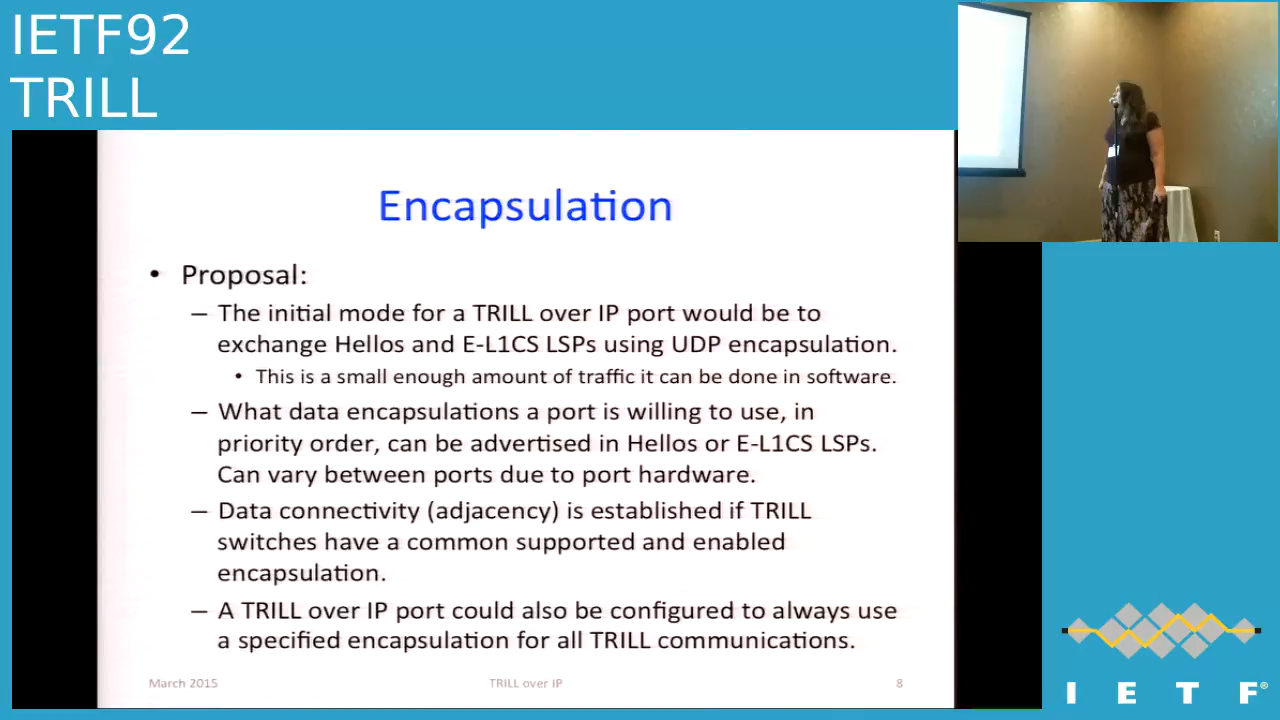 IETF92
TRILL
Encapsulation
• Proposal:
– The initial mode for a TRILL over IP port would be to
exchange Hellos and E-L1CS LSPs using UDP encapsulation.
• This is a small enough amount of traffic it can be done in software.
– What data encapsulations a port is willing to use, in
priority order, can be advertised in Hellos or E-L1CS LSPs.
Can vary between ports due to port hardware.
– Data connectivity (adjacency) is established if TRILL
switches have a common supported and enabled
encapsulation.
– A TRILL over IP port could also be configured to always use
a specified encapsulation for all TRILL communications.
March 2015 TRILL over IP 8
I E T F®